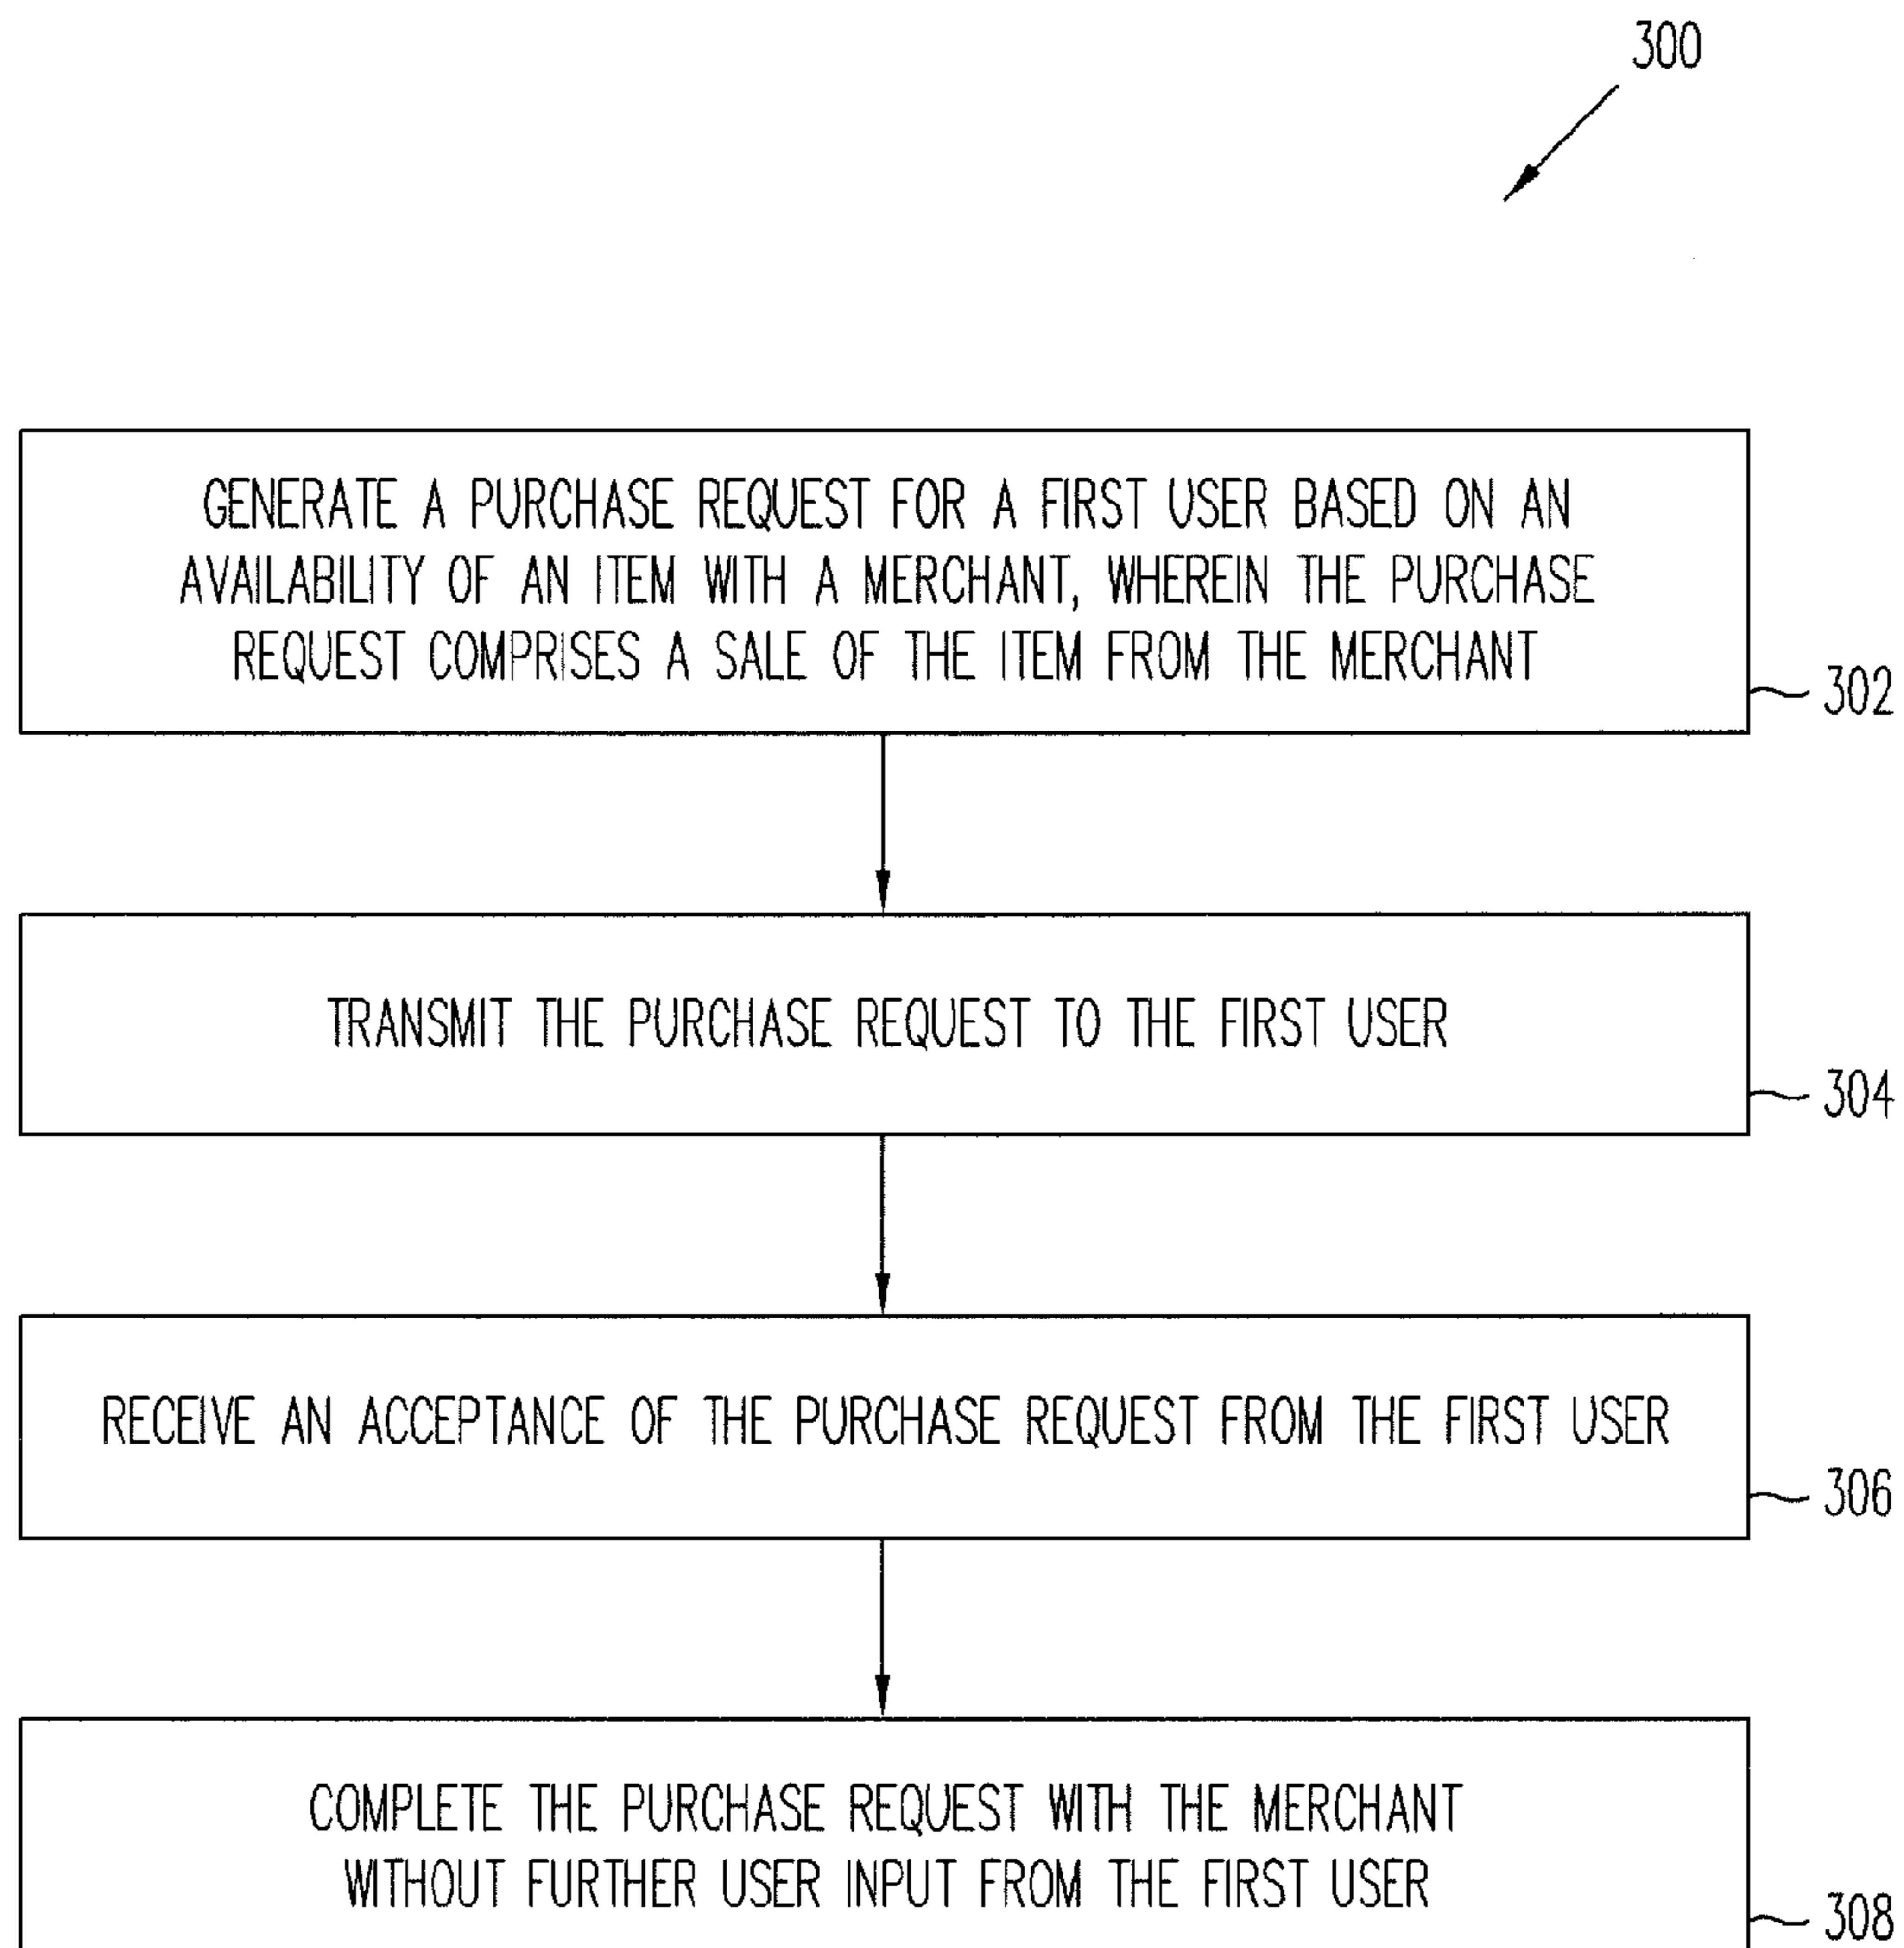 300
GENERATE A PURCHASE REQUEST FOR A FIRST USER BASED ON AN
AVAILABILITY OF AN ITEM WITH A MERCHANT, WHEREIN THE PURCHASE
REQUEST COMPRISES A SALE OF THE ITEM FROM THE MERCHANT
302
TRANSMIT THE PURCHASE REQUEST TO THE FIRST USER
304
RECEIVE AN ACCEPTANCE OF THE PURCHASE REQUEST FROM THE FIRST USER
306
COMPLETE THE PURCHASE REQUEST WITH THE MERCHANT
WITHOUT FURTHER USER INPUT FROM THE FIRST USER
308